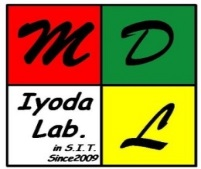 M D
Iyoda
Lab.
in S.I.T.
Since2009
L